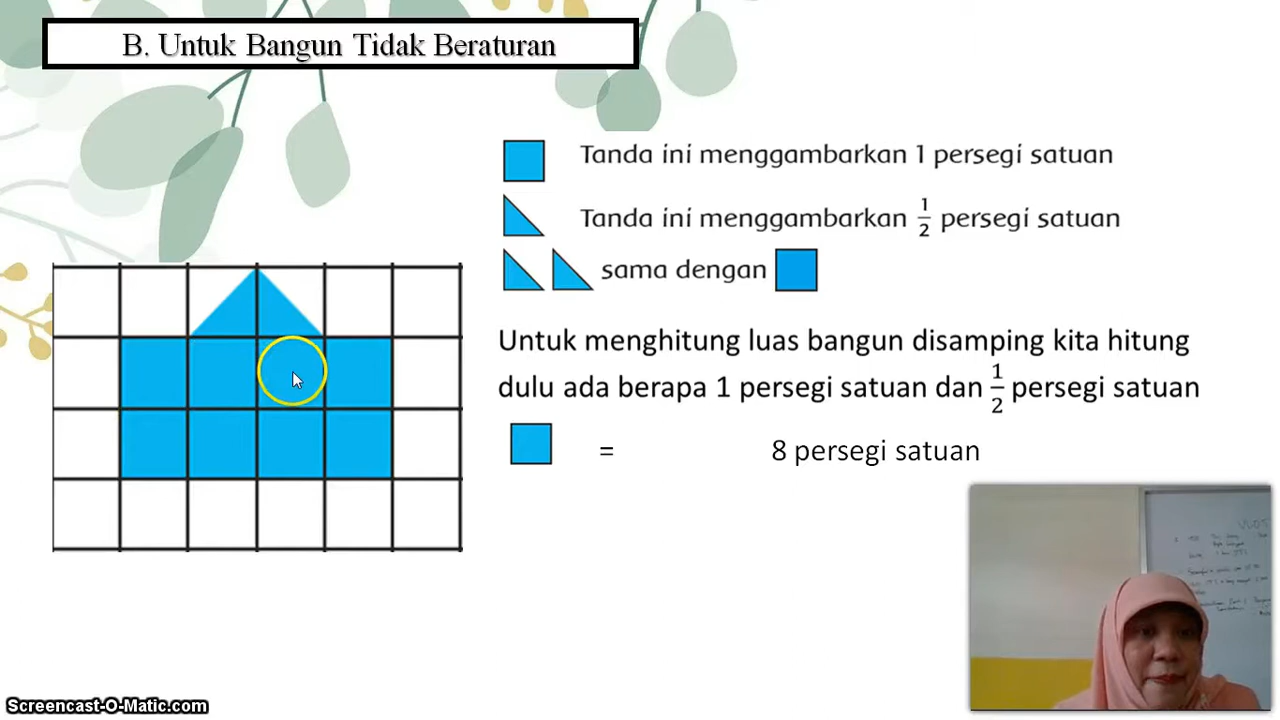 B. Untuk Bangun Tidak Beraturan
Tanda ini menggambarkan 1 persegi satuan
Tanda ini menggambarkan 1/2 persegi satuan
sama dengan
Untuk menghitung luas bangun disamping kita hitung
dulu ada berapa 1 persegi satuan dan 1/2 persegi satuan
= 8 persegi satuan
Screencast-O-Matic.com